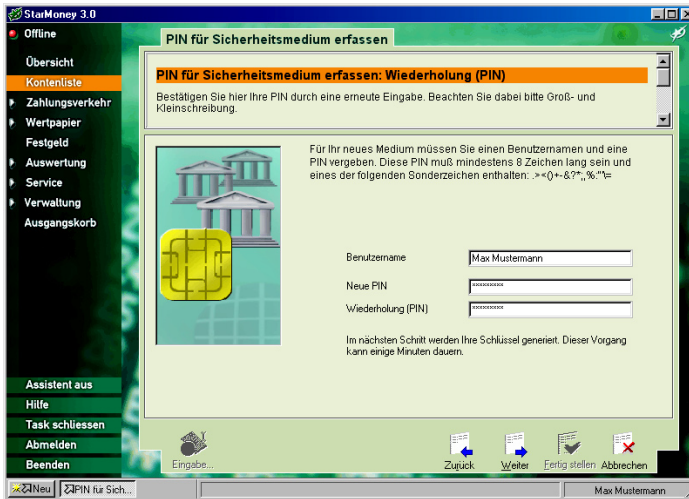 StarMoney 3.0
Offline
Übersicht
Kontenliste
Zahlungsverkehr
Wertpapier
Festgeld
Auswertung
Service
Verwaltung
Ausgangskorb
Assistent aus
Hilfe
Task schliessen
Abmelden
Beenden
PIN für Sicherheitsmedium erfassen
PIN für Sicherheitsmedium erfassen: Wiederholung (PIN)
Bestätigen Sie hier Ihre PIN durch eine erneute Eingabe. Beachten Sie dabei bitte Groß- und
Kleinschreibung.
Für Ihr neues Medium müssen Sie einen Benutzernamen und eine
PIN vergeben. Diese PIN muß mindestens 8 Zeichen lang sein und
eines der folgenden Sonderzeichen enthalten: .><()+-&?*;,%:"'\=
Benutzername Max Mustermann
Neue PIN *********
Wiederholung (PIN) *********
Im nächsten Schritt werden Ihre Schlüssel generiert. Dieser Vorgang
kann einige Minuten dauern.
Eingabe... Zurück Weiter Fertig stellen Abbrechen
Neu PIN für Sich... Max Mustermann